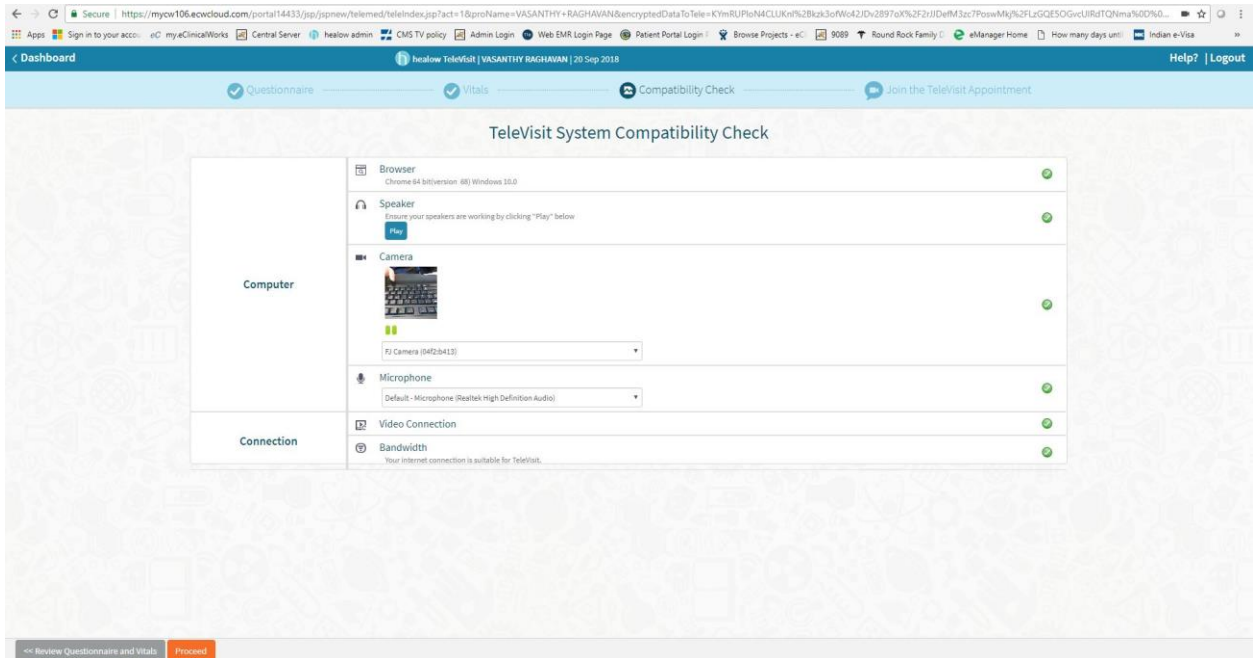 Secure | https://mycw106.ecwcloud.com/portal14433/jsp/jspnew/telemed/teleIndex.jsp?act=1&proName=VASANTHY+RAGHAVAN&encryptedDataToTele=
Apps Sign in to your accou my.eClinicalWorks Central Server healow admin CMS TV policy Admin Login Web EMR Login Page Patient Portal Login Browse Projects - eC 9089 Round Rock Family eManager Home How many days unti Indian e-Visa »
< Dashboard
healow TeleVisit | VASANTHY RAGHAVAN | 20 Sep 2018
Help? | Logout
Questionnaire
Vitals
Compatibility Check
Join the TeleVisit Appointment
TeleVisit System Compatibility Check
Computer
Browser
Chrome 64 bit(version 68) Windows 10.0
Speaker
Ensure your speakers are working by clicking "Play" below
Play
Camera
FJ Camera (04f2:b413)
Microphone
Default - Microphone (Realtek High Definition Audio)
Connection
Video Connection
Bandwidth
Your internet connection is suitable for TeleVisit.
<< Review Questionnaire and Vitals
Proceed